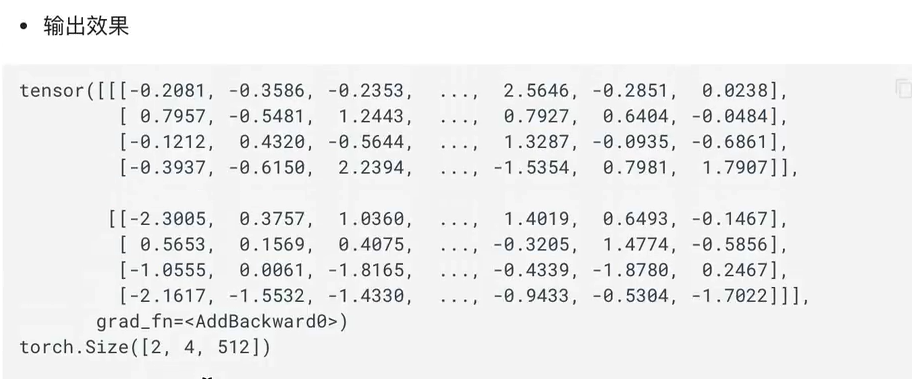 • 输出效果
tensor([[[-0.2081, -0.3586, -0.2353,  ...,  2.5646, -0.2851,  0.0238],
         [ 0.7957, -0.5481,  1.2443,  ...,  0.7927,  0.6404, -0.0484],
         [-0.1212,  0.4320, -0.5644,  ...,  1.3287, -0.0935, -0.6861],
         [-0.3937, -0.6150,  2.2394,  ..., -1.5354,  0.7981,  1.7907]],
        [[-2.3005,  0.3757,  1.0360,  ...,  1.4019,  0.6493, -0.1467],
         [ 0.5653,  0.1569,  0.4075,  ..., -0.3205,  1.4774, -0.5856],
         [-1.0555,  0.0061, -1.8165,  ..., -0.4339, -1.8780,  0.2467],
         [-2.1617, -1.5532, -1.4330,  ..., -0.9433, -0.5304, -1.7022]]],
       grad_fn=<AddBackward0>)
torch.Size([2, 4, 512])